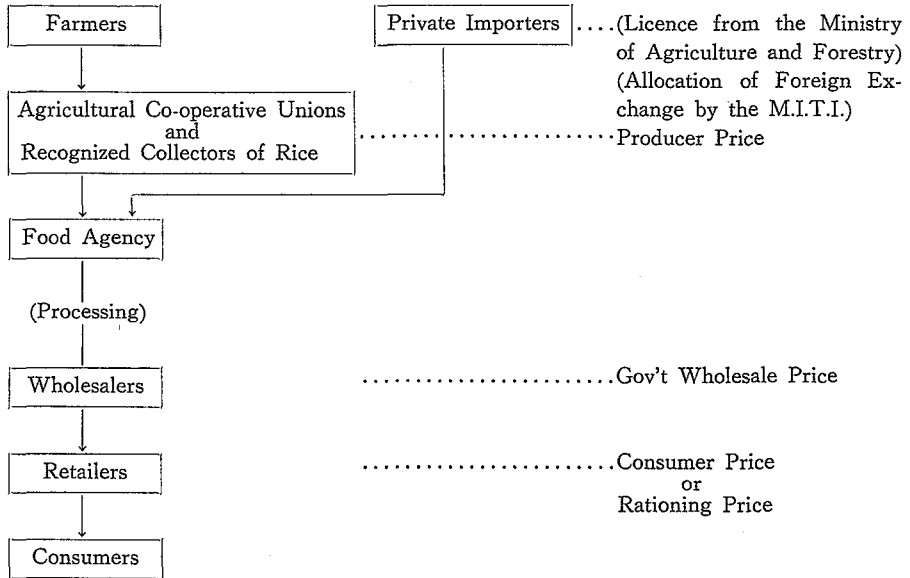 Farmers
Private Importers ....(Licence from the Ministry
of Agriculture and Forestry)
(Allocation of Foreign Ex-
change by the M.I.T.I.)
Agricultural Co-operative Unions
and
Recognized Collectors of Rice
......................Producer Price
Food Agency
(Processing)
Wholesalers
......................Gov't Wholesale Price
Retailers
......................Consumer Price
or
Rationing Price
Consumers